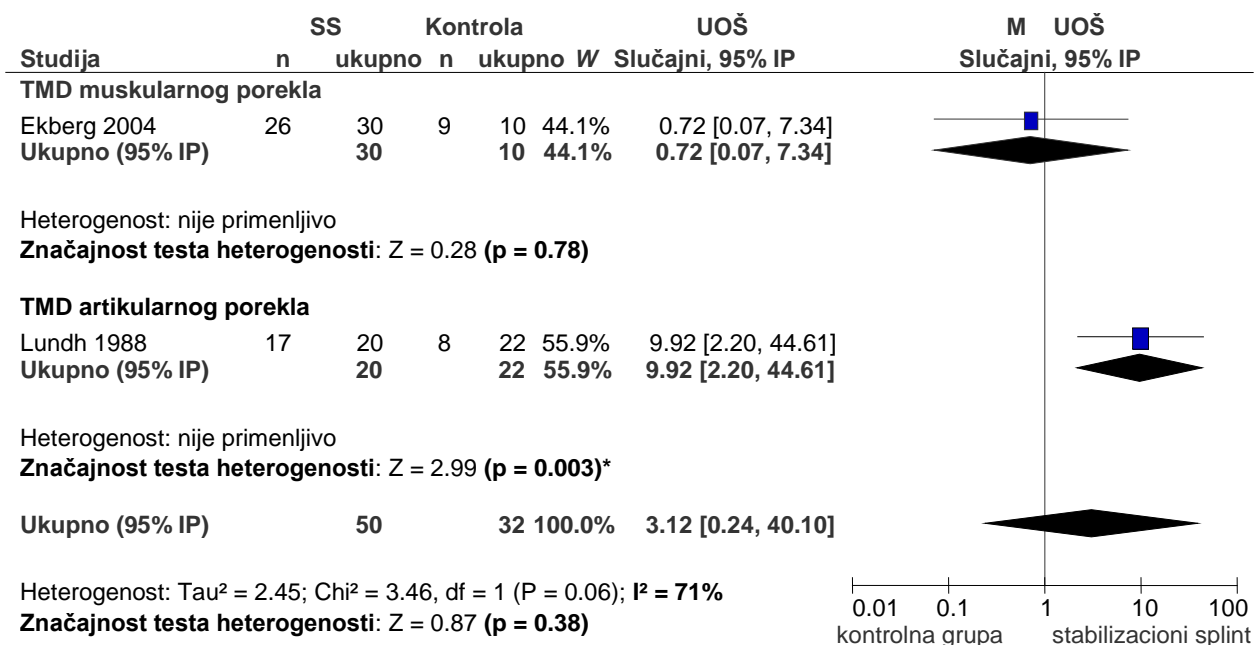 SS Kontrola UOŠ M UOŠ
Studija n ukupno n ukupno W Slučajni, 95% IP Slučajni, 95% IP
TMD muskularnog porekla
Ekberg 2004 26 30 9 10 44.1% 0.72 [0.07, 7.34]
Ukupno (95% IP) 30 10 44.1% 0.72 [0.07, 7.34]
Heterogenost: nije primenljivo
Značajnost testa heterogenosti: Z = 0.28 (p = 0.78)
TMD artikularnog porekla
Lundh 1988 17 20 8 22 55.9% 9.92 [2.20, 44.61]
Ukupno (95% IP) 20 22 55.9% 9.92 [2.20, 44.61]
Heterogenost: nije primenljivo
Značajnost testa heterogenosti: Z = 2.99 (p = 0.003)*
Ukupno (95% IP) 50 32 100.0% 3.12 [0.24, 40.10]
Heterogenost: Tau² = 2.45; Chi² = 3.46, df = 1 (P = 0.06); I² = 71%
Značajnost testa heterogenosti: Z = 0.87 (p = 0.38)
0.01 0.1 1 10 100
kontrolna grupa stabilizacioni splint